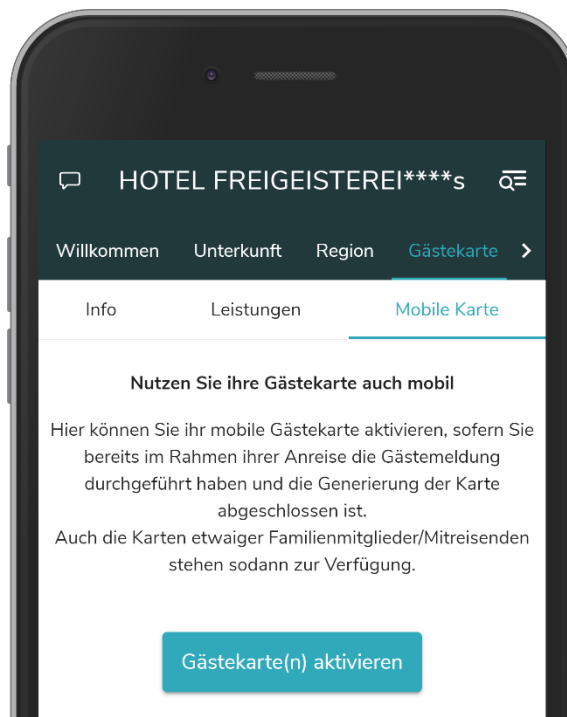 HOTEL FREIGEISTEREI****s
Willkommen Unterkunft Region Gästekarte
Info Leistungen Mobile Karte
Nutzen Sie ihre Gästekarte auch mobil
Hier können Sie ihr mobile Gästekarte aktivieren, sofern Sie
bereits im Rahmen ihrer Anreise die Gästemeldung
durchgeführt haben und die Generierung der Karte
abgeschlossen ist.
Auch die Karten etwaiger Familienmitglieder/Mitreisenden
stehen sodann zur Verfügung.
Gästekarte(n) aktivieren